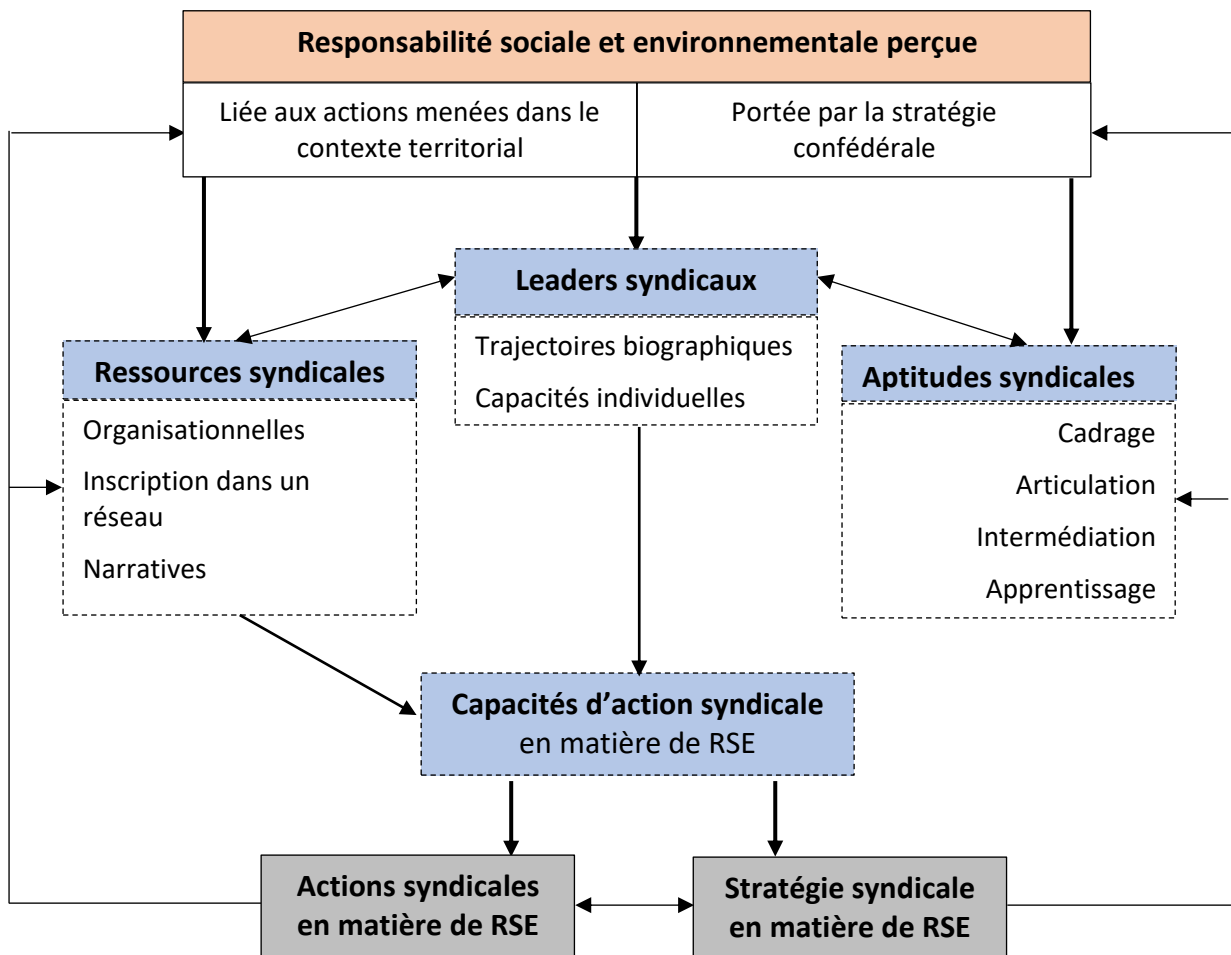 Responsabilité sociale et environnementale perçue
Liée aux actions menées dans le
contexte territorial
Portée par la stratégie
confédérale
Leaders syndicaux
Trajectoires biographiques
Capacités individuelles
Ressources syndicales
Organisationnelles
Inscription dans un
réseau
Narratives
Aptitudes syndicales
Cadrage
Articulation
Intermédiation
Apprentissage
Capacités d’action syndicale
en matière de RSE
Actions syndicales
en matière de RSE
Stratégie syndicale
en matière de RSE